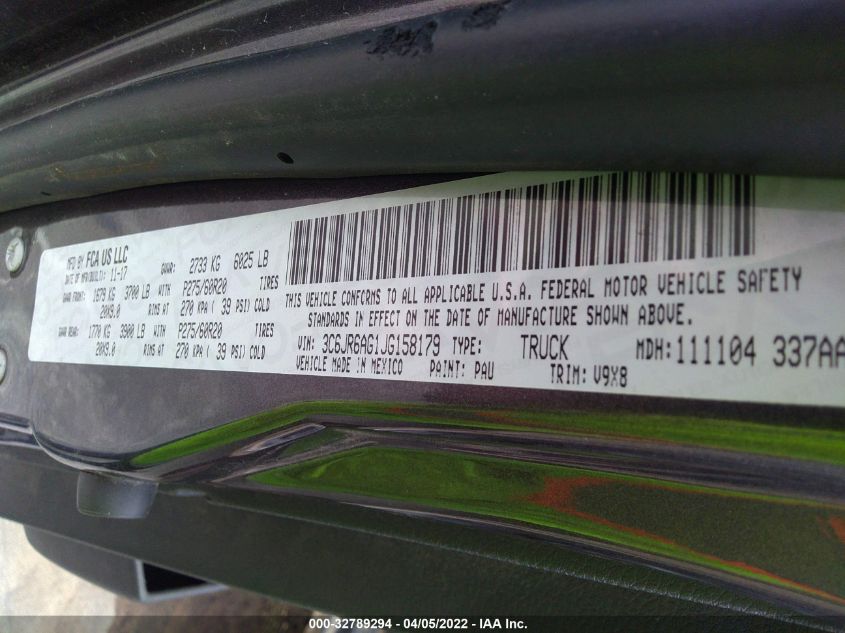 MFD BY FCA US LLC
DATE OF MFR(BUILT): 11-17 GVWR: 2733 KG 6025 LB
GAWR FRONT: 1679 KG 3700 LB WITH P275/60R20 TIRES
20X9.0 RIMS AT 270 KPA ( 39 PSI) COLD
GAWR REAR: 1770 KG 3900 LB WITH P275/60R20 TIRES
20X9.0 RIMS AT 270 KPA ( 39 PSI) COLD
THIS VEHICLE CONFORMS TO ALL APPLICABLE U.S.A. FEDERAL MOTOR VEHICLE SAFETY
STANDARDS IN EFFECT ON THE DATE OF MANUFACTURE SHOWN ABOVE.
VIN: 3C6JR6AG1JG158179 TYPE: TRUCK MDH:111104 337AA
VEHICLE MADE IN MEXICO PAINT: PAU TRIM: V9X8
000-32789294 - 04/05/2022 - IAA Inc.